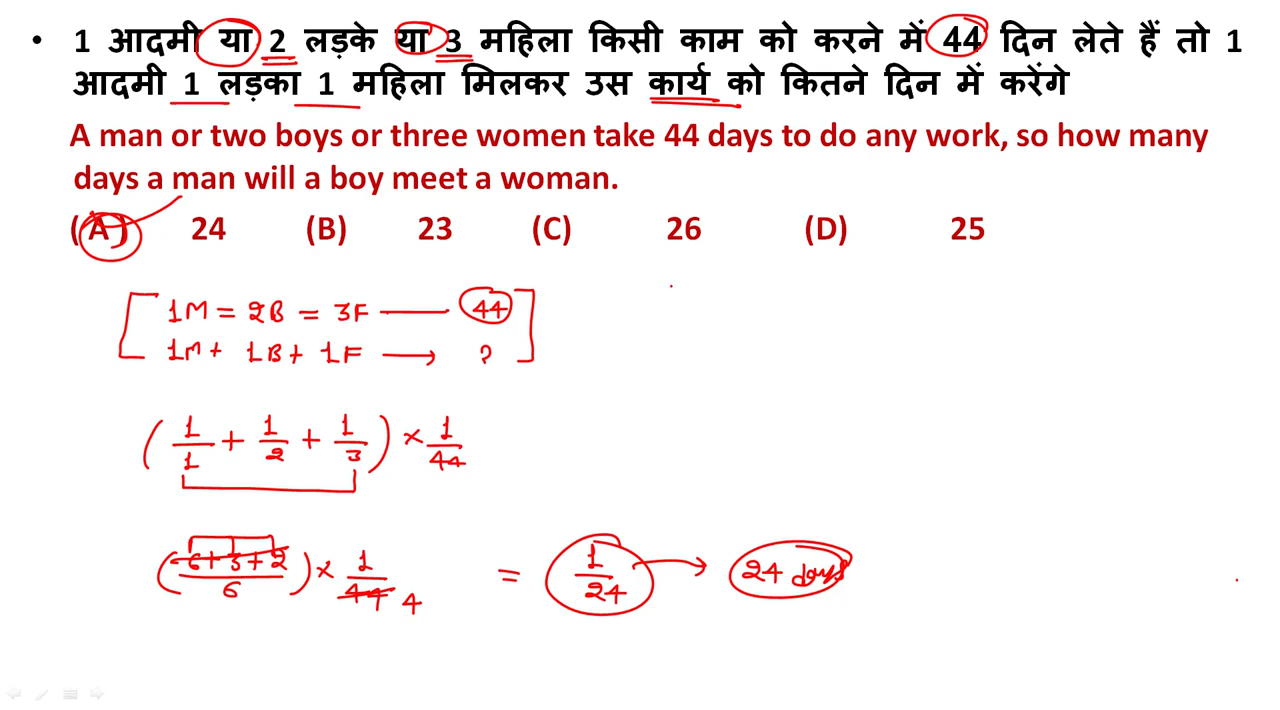 • 1 आदमी या 2 लड़के या 3 महिला किसी काम को करने में 44 दिन लेते हैं तो 1
आदमी 1 लड़का 1 महिला मिलकर उस कार्य को कितने दिन में करेंगे
A man or two boys or three women take 44 days to do any work, so how many
days a man will a boy meet a woman.
(A) 24 (B) 23 (C) 26 (D) 25
1M = 2B = 3F — 44
1M + 1B + 1F → ?
(1/1 + 1/2 + 1/3) × 1/44
(6+3+2/6) × 1/44 4 = 1/24 → 24 days